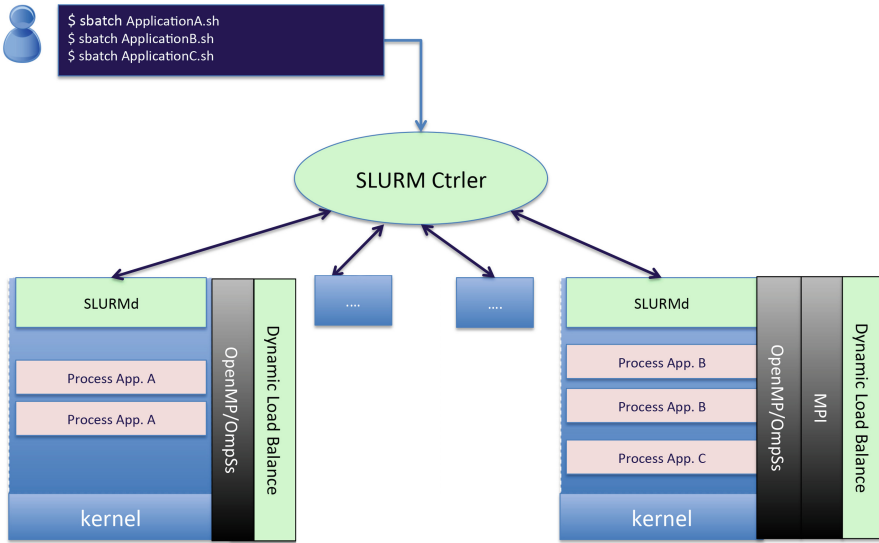 $ sbatch ApplicationA.sh
$ sbatch ApplicationB.sh
$ sbatch ApplicationC.sh
SLURM Ctrler
SLURMd
Process App. A
Process App. A
kernel
OpenMP/OmpSs
Dynamic Load Balance
....
....
SLURMd
Process App. B
Process App. B
Process App. C
kernel
OpenMP/OmpSs
MPI
Dynamic Load Balance